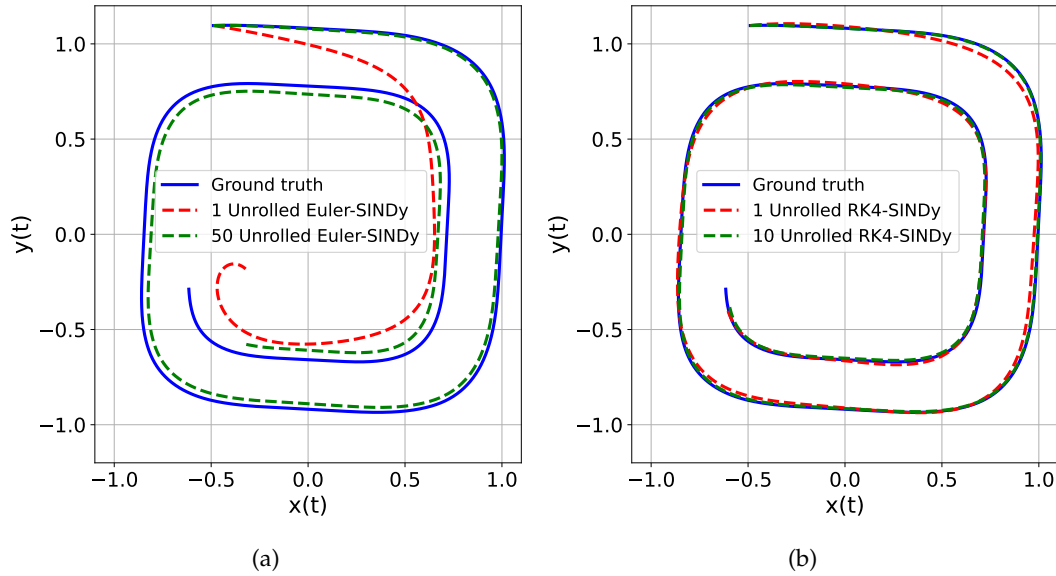 1.0
0.5
0.0
−0.5
−1.0
y(t)
Ground truth
1 Unrolled Euler-SINDy
50 Unrolled Euler-SINDy
−1.0 −0.5 0.0 0.5 1.0
x(t)
(a)
1.0
0.5
0.0
−0.5
−1.0
y(t)
Ground truth
1 Unrolled RK4-SINDy
10 Unrolled RK4-SINDy
−1.0 −0.5 0.0 0.5 1.0
x(t)
(b)